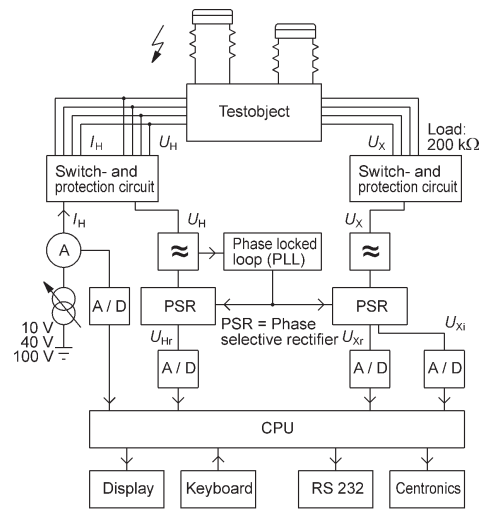 Testobject
I_H
U_H
U_X
Load:
200 kΩ
Switch- and
protection circuit
Switch- and
protection circuit
I_H
U_H
U_X
A
≈
Phase locked
loop (PLL)
≈
10 V
40 V
100 V
A / D
PSR
PSR
PSR = Phase
selective rectifier
U_Hr
U_Xr
U_Xi
A / D
A / D
A / D
CPU
Display
Keyboard
RS 232
Centronics